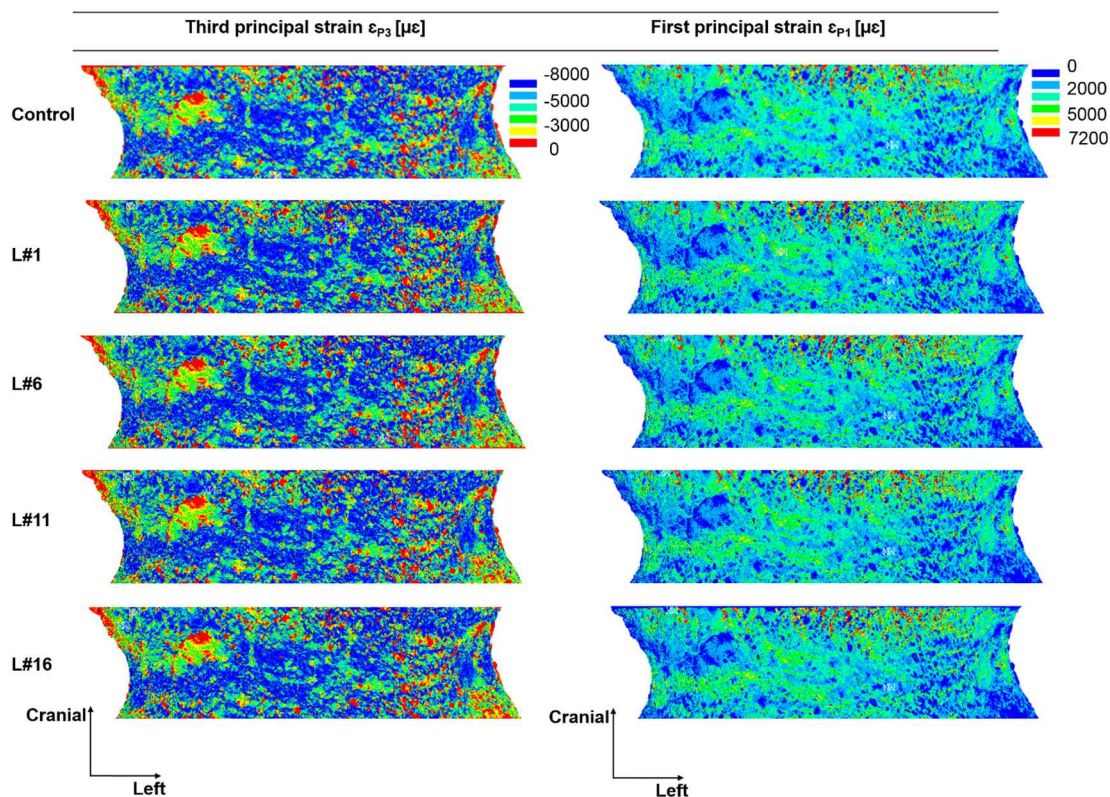 Third principal strain εP3 [µε] First principal strain εP1 [µε]
Control
-8000
-5000
-3000
0
0
2000
5000
7200
L#1
L#6
L#11
L#16
Cranial
Left
Cranial
Left